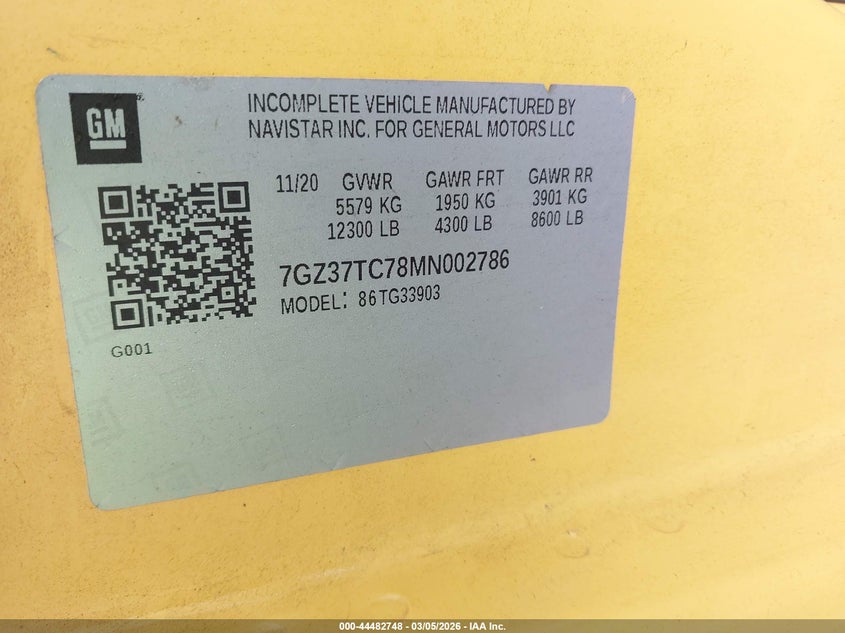 GM
INCOMPLETE VEHICLE MANUFACTURED BY
NAVISTAR INC. FOR GENERAL MOTORS LLC
11/20 GVWR GAWR FRT GAWR RR
5579 KG 1950 KG 3901 KG
12300 LB 4300 LB 8600 LB
7GZ37TC78MN002786
MODEL: 86TG33903
G001
000-44482748 - 03/05/2026 - IAA Inc.